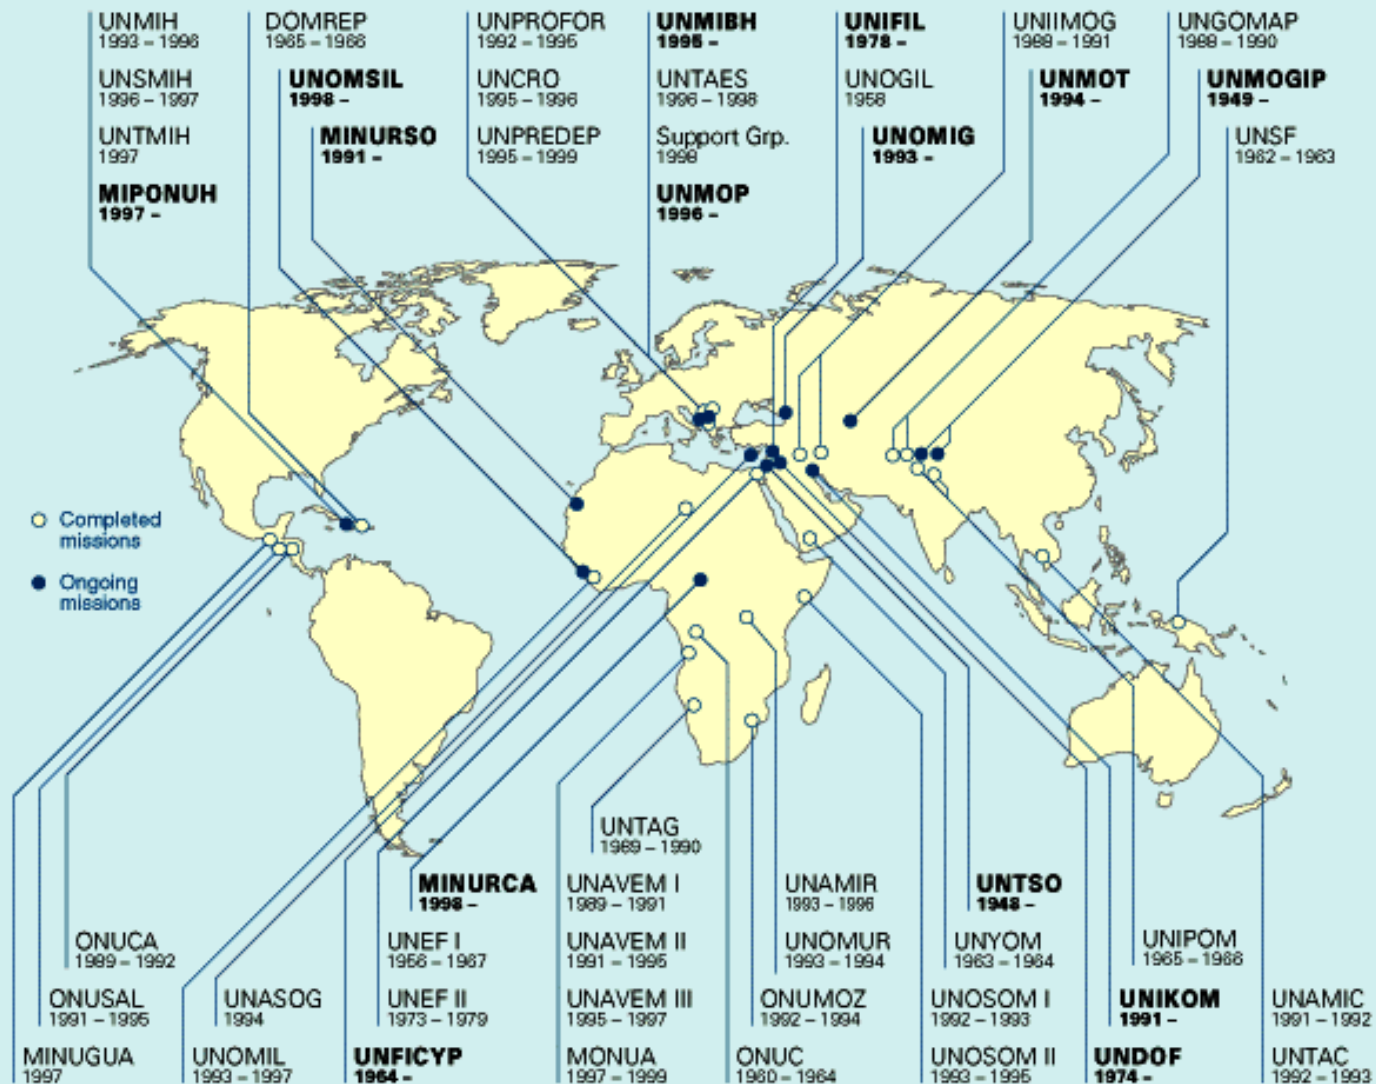 UNMIH
1993 – 1996
UNSMIH
1996 – 1997
UNTMIH
1997
MIPONUH
1997 –
DOMREP
1965 – 1966
UNOMSIL
1998 –
MINURSO
1991 –
UNPROFOR
1992 – 1995
UNCRO
1995 – 1996
UNPREDEP
1995 – 1999
UNMIBH
1995 –
UNTAES
1996 – 1998
Support Grp.
1998
UNMOP
1996 –
UNIFIL
1978 –
UNOGIL
1958
UNOMIG
1993 –
UNIIMOG
1988 – 1991
UNMOT
1994 –
UNGOMAP
1988 – 1990
UNMOGIP
1949 –
UNSF
1962 – 1963
Completed
missions
Ongoing
missions
ONUCA
1989 – 1992
ONUSAL
1991 – 1995
MINUGUA
1997
UNASOG
1994
UNOMIL
1993 – 1997
MINURCA
1998 –
UNEF I
1956 – 1967
UNEF II
1973 – 1979
UNFICYP
1964 –
UNTAG
1989 – 1990
UNAVEM I
1989 – 1991
UNAVEM II
1991 – 1995
UNAVEM III
1995 – 1997
MONUA
1997 – 1999
UNAMIR
1993 – 1996
UNOMUR
1993 – 1994
ONUMOZ
1992 – 1994
ONUC
1960 – 1964
UNTSO
1948 –
UNYOM
1963 – 1964
UNOSOM I
1992 – 1993
UNOSOM II
1993 – 1995
UNIPOM
1965 – 1966
UNIKOM
1991 –
UNDOF
1974 –
UNAMIC
1991 – 1992
UNTAC
1992 – 1993